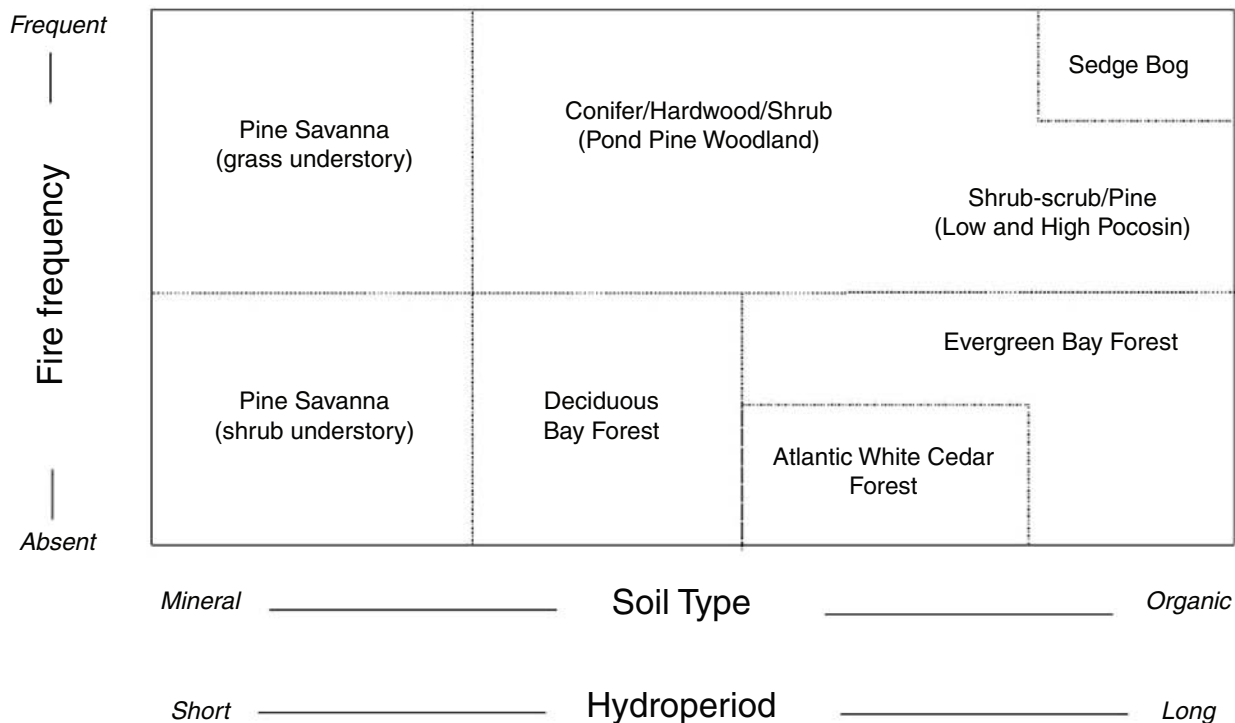 Frequent
Sedge Bog
Conifer/Hardwood/Shrub
(Pond Pine Woodland)
Pine Savanna
(grass understory)
Shrub-scrub/Pine
(Low and High Pocosin)
Fire frequency
Evergreen Bay Forest
Pine Savanna
(shrub understory)
Deciduous
Bay Forest
Atlantic White Cedar
Forest
Absent
Mineral Soil Type Organic
Short Hydroperiod Long